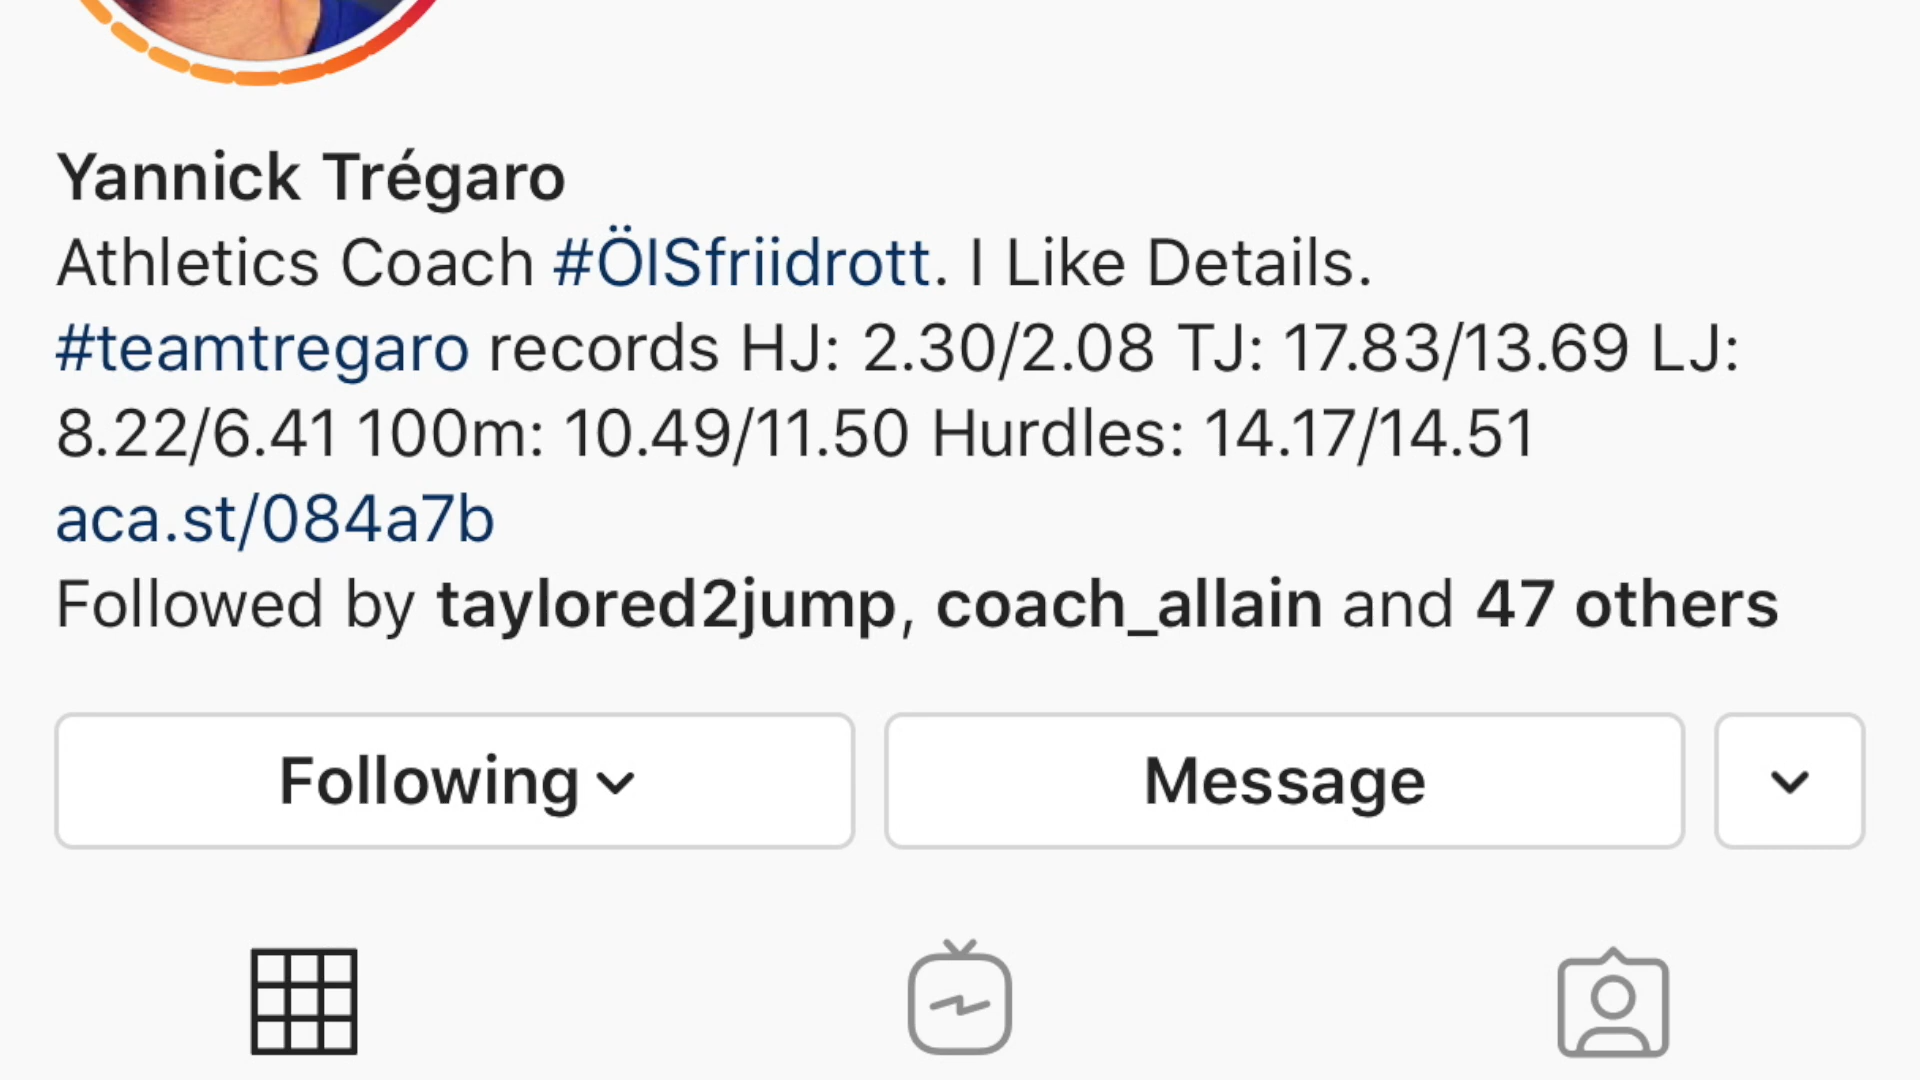 Yannick Trégaro
Athletics Coach #ÖISfriidrott. I Like Details.
#teamtregaro records HJ: 2.30/2.08 TJ: 17.83/13.69 LJ:
8.22/6.41 100m: 10.49/11.50 Hurdles: 14.17/14.51
aca.st/084a7b
Followed by taylored2jump, coach_allain and 47 others
Following
Message